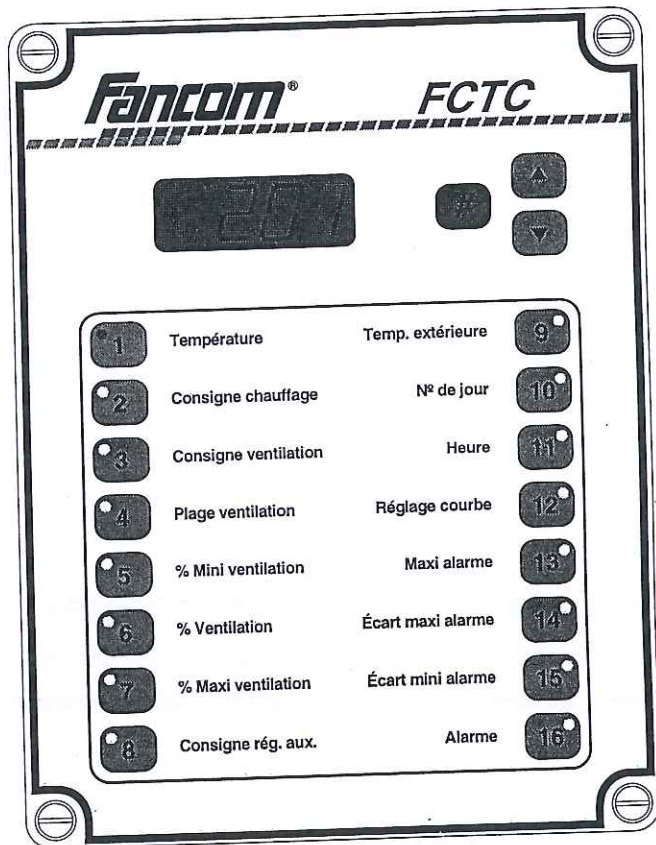 Fancom® FCTC
#
1 Température
Temp. extérieure 9
2 Consigne chauffage
Nº de jour 10
3 Consigne ventilation
Heure 11
4 Plage ventilation
Réglage courbe 12
5 % Mini ventilation
Maxi alarme 13
6 % Ventilation
Écart maxi alarme 14
7 % Maxi ventilation
Écart mini alarme 15
8 Consigne rég. aux.
Alarme 16